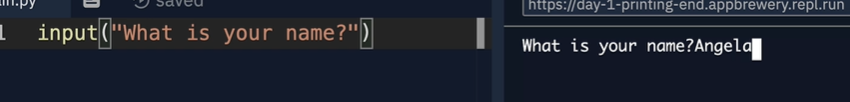 main.py
saved
https://day-1-printing-end.appbrewery.repl.run
1 input("What is your name?")
What is your name?Angela